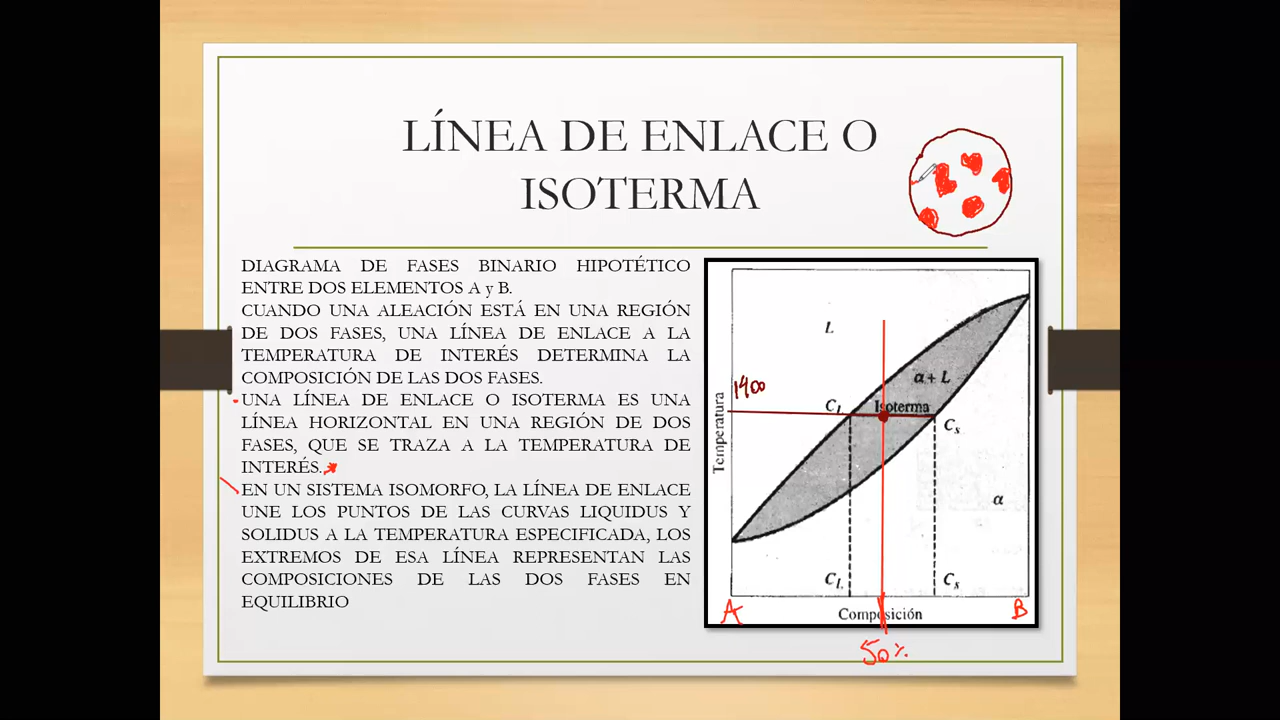 LÍNEA DE ENLACE O
ISOTERMA
DIAGRAMA DE FASES BINARIO HIPOTÉTICO
ENTRE DOS ELEMENTOS A y B.
CUANDO UNA ALEACIÓN ESTÁ EN UNA REGIÓN
DE DOS FASES, UNA LÍNEA DE ENLACE A LA
TEMPERATURA DE INTERÉS DETERMINA LA
COMPOSICIÓN DE LAS DOS FASES.
UNA LÍNEA DE ENLACE O ISOTERMA ES UNA
LÍNEA HORIZONTAL EN UNA REGIÓN DE DOS
FASES, QUE SE TRAZA A LA TEMPERATURA DE
INTERÉS.
EN UN SISTEMA ISOMORFO, LA LÍNEA DE ENLACE
UNE LOS PUNTOS DE LAS CURVAS LIQUIDUS Y
SOLIDUS A LA TEMPERATURA ESPECIFICADA, LOS
EXTREMOS DE ESA LÍNEA REPRESENTAN LAS
COMPOSICIONES DE LAS DOS FASES EN
EQUILIBRIO
L
α + L
1400
C_L Isoterma
C_s
Temperatura
α
C_L C_s
A B
Composición
50%